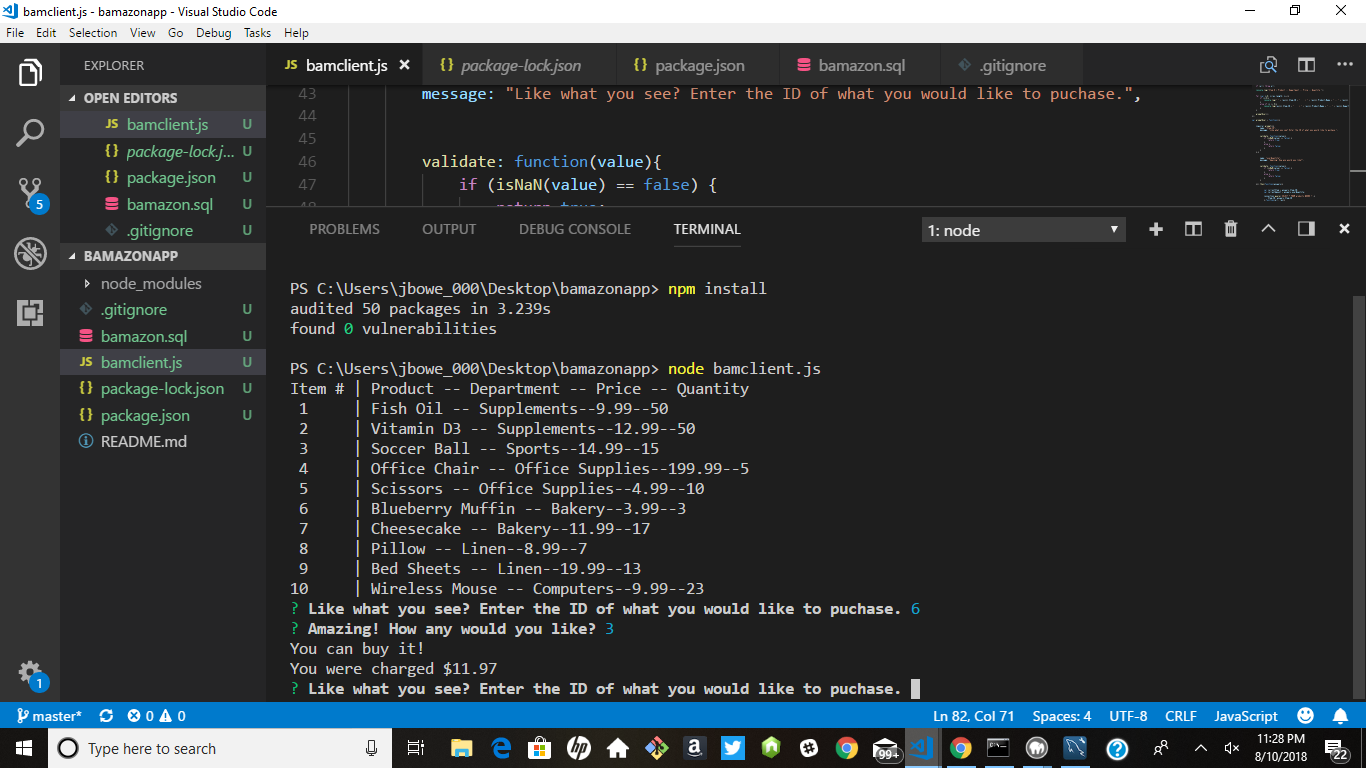 bamclient.js - bamazonapp - Visual Studio Code
File Edit Selection View Go Debug Tasks Help
EXPLORER
OPEN EDITORS
JS bamclient.js U
{} package-lock.j... U
{} package.json U
bamazon.sql U
.gitignore U
BAMAZONAPP
node_modules
.gitignore U
bamazon.sql U
JS bamclient.js U
{} package-lock.json U
{} package.json U
README.md
5
1
JS bamclient.js {} package-lock.json {} package.json bamazon.sql .gitignore
43 message: "Like what you see? Enter the ID of what you would like to puchase.",
44
45
46 validate: function(value){
47 if (isNaN(value) == false) {
48 return true;
PROBLEMS OUTPUT DEBUG CONSOLE TERMINAL 1: node
PS C:\Users\jbowe_000\Desktop\bamazonapp> npm install
audited 50 packages in 3.239s
found 0 vulnerabilities
PS C:\Users\jbowe_000\Desktop\bamazonapp> node bamclient.js
Item # | Product -- Department -- Price -- Quantity
1 | Fish Oil -- Supplements--9.99--50
2 | Vitamin D3 -- Supplements--12.99--50
3 | Soccer Ball -- Sports--14.99--15
4 | Office Chair -- Office Supplies--199.99--5
5 | Scissors -- Office Supplies--4.99--10
6 | Blueberry Muffin -- Bakery--3.99--3
7 | Cheesecake -- Bakery--11.99--17
8 | Pillow -- Linen--8.99--7
9 | Bed Sheets -- Linen--19.99--13
10 | Wireless Mouse -- Computers--9.99--23
? Like what you see? Enter the ID of what you would like to puchase. 6
? Amazing! How any would you like? 3
You can buy it!
You were charged $11.97
? Like what you see? Enter the ID of what you would like to puchase.
master* 0 0 Ln 82, Col 71 Spaces: 4 UTF-8 CRLF JavaScript
Type here to search
hp
a
99+
11:28 PM
8/10/2018
22